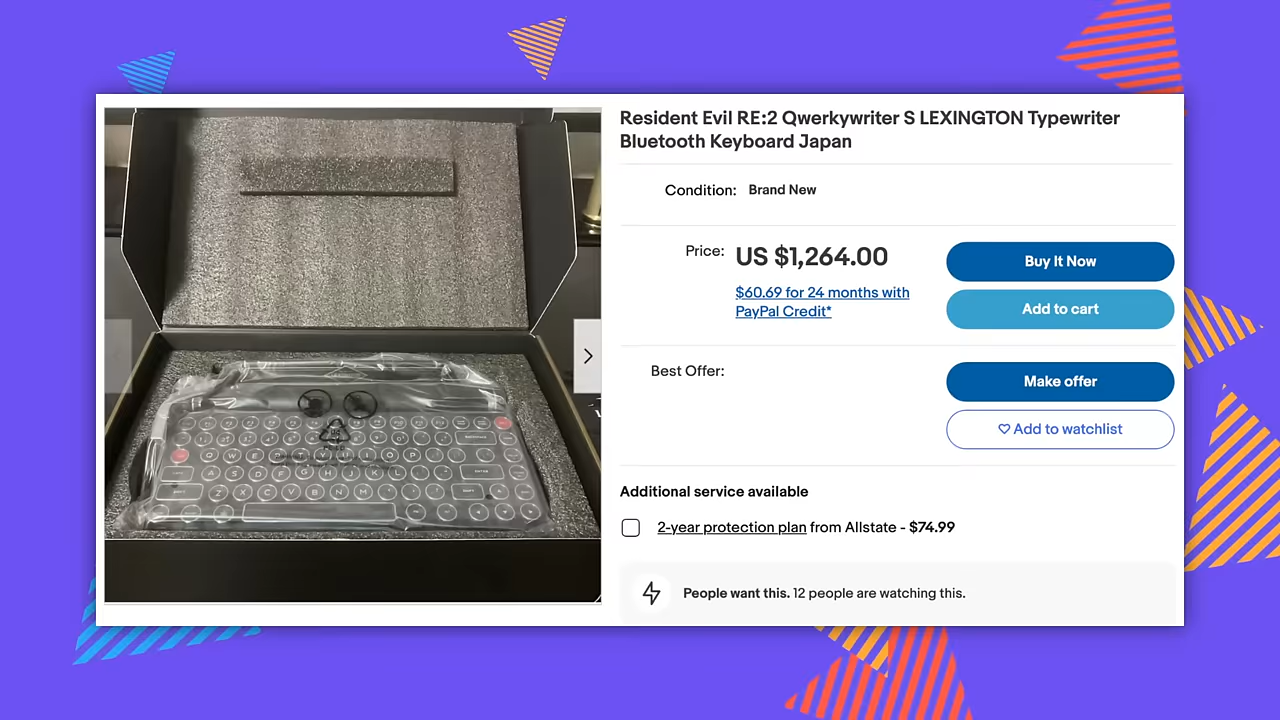 Resident Evil RE:2 Qwerkywriter S LEXINGTON Typewriter
Bluetooth Keyboard Japan
Condition: Brand New
Price: US $1,264.00
$60.69 for 24 months with
PayPal Credit*
Buy It Now
Add to cart
Best Offer:
Make offer
Add to watchlist
Additional service available
2-year protection plan from Allstate - $74.99
People want this. 12 people are watching this.
Q W E
O P
A S D F G H J K L
ENTER
SHIFT Z X C V B N M SHIFT